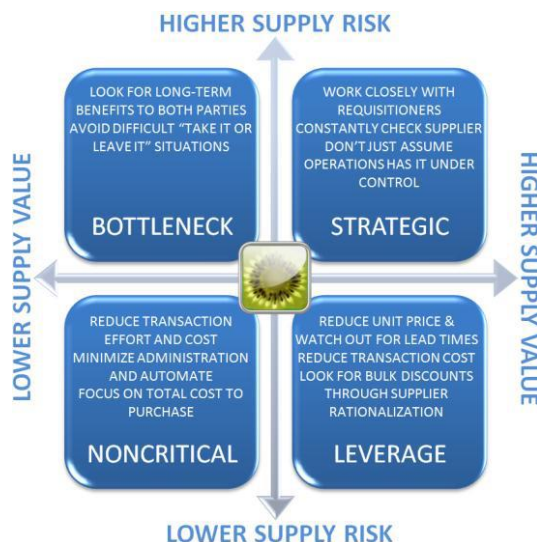 HIGHER SUPPLY RISK
LOOK FOR LONG-TERM
BENEFITS TO BOTH PARTIES
AVOID DIFFICULT “TAKE IT OR
LEAVE IT” SITUATIONS
BOTTLENECK
WORK CLOSELY WITH
REQUISITIONERS
CONSTANTLY CHECK SUPPLIER
DON’T JUST ASSUME
OPERATIONS HAS IT UNDER
CONTROL
STRATEGIC
LOWER SUPPLY VALUE
HIGHER SUPPLY VALUE
REDUCE TRANSACTION
EFFORT AND COST
MINIMIZE ADMINISTRATION
AND AUTOMATE
FOCUS ON TOTAL COST TO
PURCHASE
NONCRITICAL
REDUCE UNIT PRICE &
WATCH OUT FOR LEAD TIMES
REDUCE TRANSACTION COST
LOOK FOR BULK DISCOUNTS
THROUGH SUPPLIER
RATIONALIZATION
LEVERAGE
LOWER SUPPLY RISK